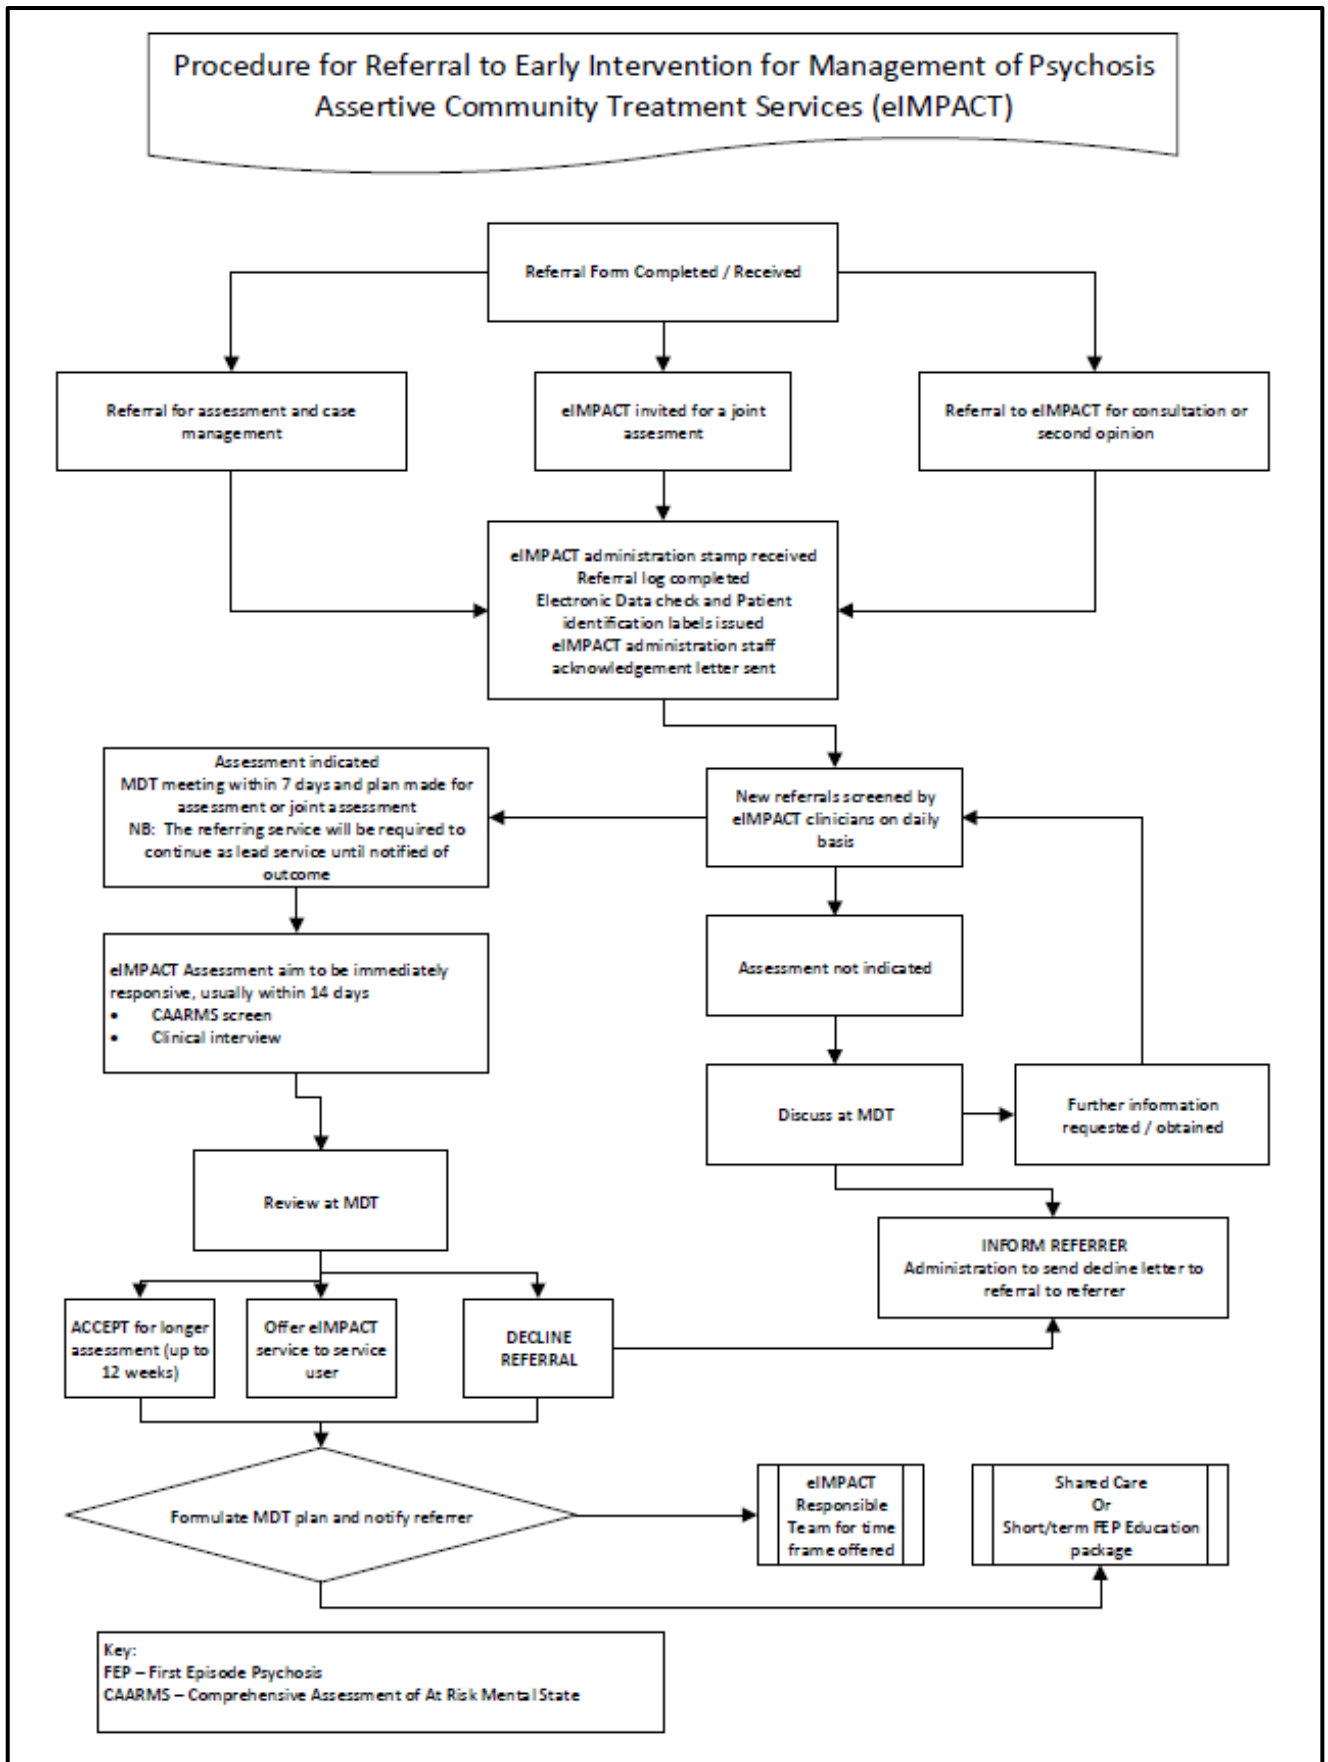 Procedure for Referral to Early Intervention for Management of Psychosis
Assertive Community Treatment Services (eIMPACT)
Referral Form Completed / Received
Referral for assessment and case
management
eIMPACT invited for a joint
assesment
Referral to eIMPACT for consultation or
second opinion
eIMPACT administration stamp received
Referral log completed
Electronic Data check and Patient
identification labels issued
eIMPACT administration staff
acknowledgement letter sent
Assessment indicated
MDT meeting within 7 days and plan made for
assessment or joint assessment
NB:  The referring service will be required to
continue as lead service until notified of
outcome
New referrals screened by
eIMPACT clinicians on daily
basis
eIMPACT Assessment aim to be immediately
responsive, usually within 14 days
• CAARMS screen
• Clinical interview
Assessment not indicated
Discuss at MDT
Further information
requested / obtained
Review at MDT
INFORM REFERRER
Administration to send decline letter to
referral to referrer
ACCEPT for longer
assessment (up to
12 weeks)
Offer eIMPACT
service to service
user
DECLINE
REFERRAL
Formulate MDT plan and notify referrer
eIMPACT
Responsible
Team for time
frame offered
Shared Care
Or
Short/term FEP Education
package
Key:
FEP – First Episode Psychosis
CAARMS – Comprehensive Assessment of At Risk Mental State